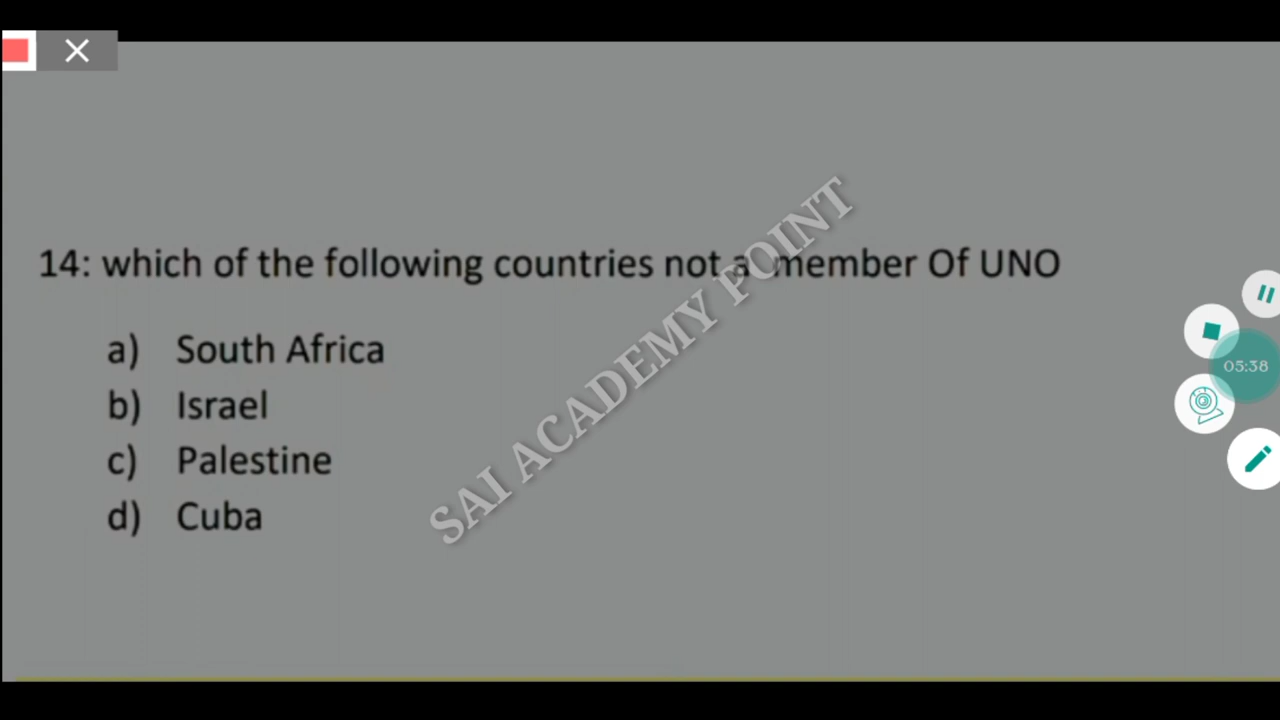 14: which of the following countries not a member Of UNO
a) South Africa
b) Israel
c) Palestine
d) Cuba
SAI ACADEMY POINT
05:38